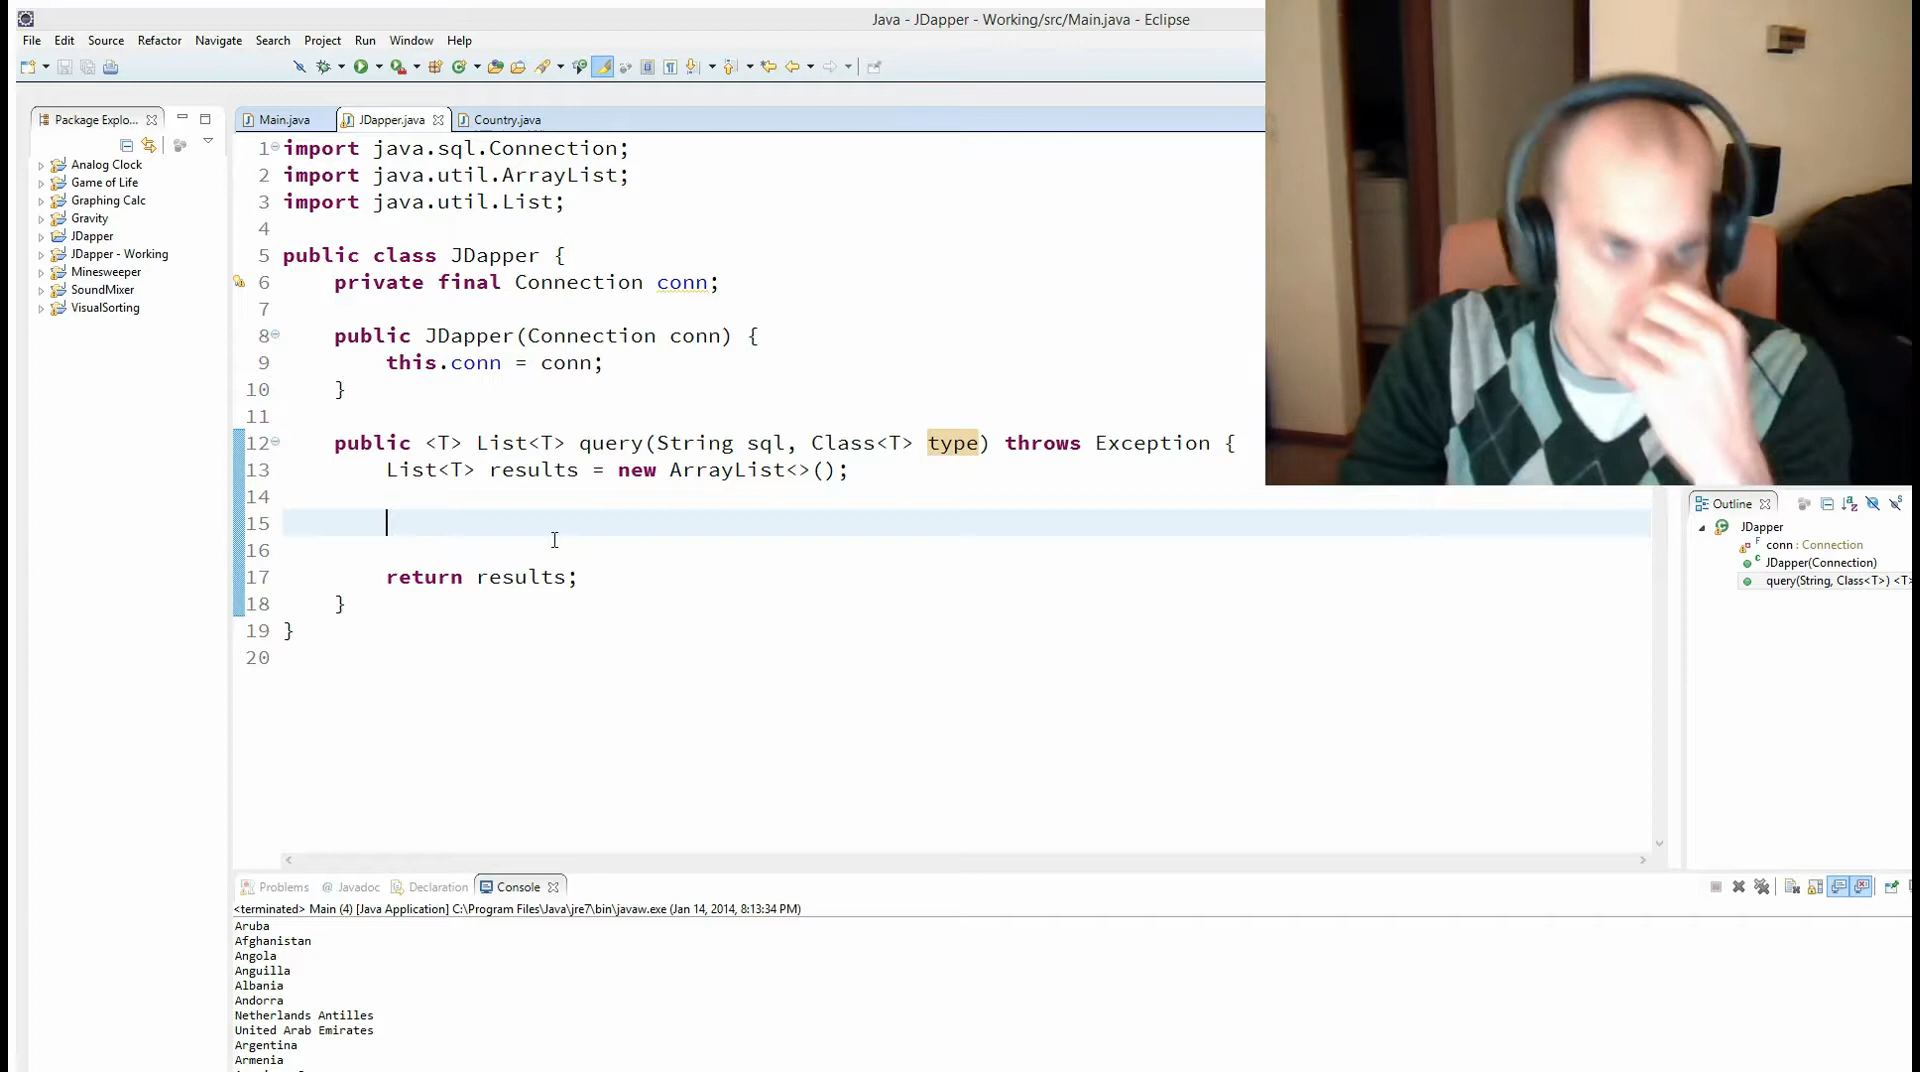 Java - JDapper - Working/src/Main.java - Eclipse
File Edit Source Refactor Navigate Search Project Run Window Help
Package Explo...
Main.java JDapper.java Country.java
Analog Clock
Game of Life
Graphing Calc
Gravity
JDapper
JDapper - Working
Minesweeper
SoundMixer
VisualSorting
1 import java.sql.Connection;
2 import java.util.ArrayList;
3 import java.util.List;
4
5 public class JDapper {
6 private final Connection conn;
7
8 public JDapper(Connection conn) {
9 this.conn = conn;
10 }
11
12 public <T> List<T> query(String sql, Class<T> type) throws Exception {
13 List<T> results = new ArrayList<>();
14
15
16
17 return results;
18 }
19 }
20
Outline
JDapper
conn : Connection
JDapper(Connection)
query(String, Class<T>) <T>
Problems @ Javadoc Declaration Console
<terminated> Main (4) [Java Application] C:\Program Files\Java\jre7\bin\javaw.exe (Jan 14, 2014, 8:13:34 PM)
Aruba
Afghanistan
Angola
Anguilla
Albania
Andorra
Netherlands Antilles
United Arab Emirates
Argentina
Armenia